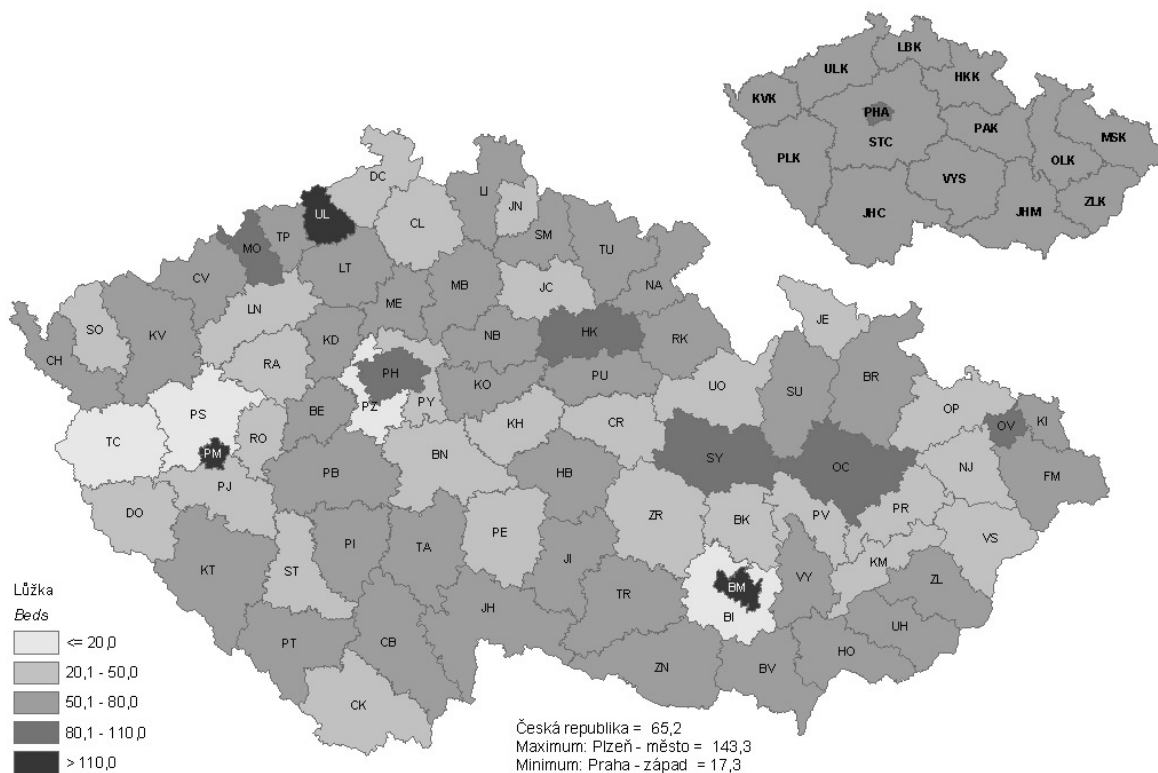 LBK
ULK
HKK
KVK
PHA
PAK
MSK
STC
PLK
OLK
VYS
ZLK
JHC
JHM
DC
LI
JN
UL
CL
TP
MO
SM
TU
CV
LT
MB
NA
JC
ME
LN
SO
KV
JE
HK
NB
KD
RK
CH
RA
PH
BR
KO
PU
SU
UO
PZ
PY
BE
PS
OP
KH
CR
OV
KI
TC
RO
PM
BN
SY
OC
NJ
PB
HB
FM
PJ
DO
ZR
BK
PV
PR
PE
VS
PI
TA
KT
ST
JI
KM
BM
VY
ZL
TR
JH
BI
UH
PT
CB
HO
ZN
BV
CK
Lůžka
Beds
<= 20,0
20,1 - 50,0
50,1 - 80,0
80,1 - 110,0
> 110,0
Česká republika = 65,2
Maximum: Plzeň - město = 143,3
Minimum: Praha - západ = 17,3